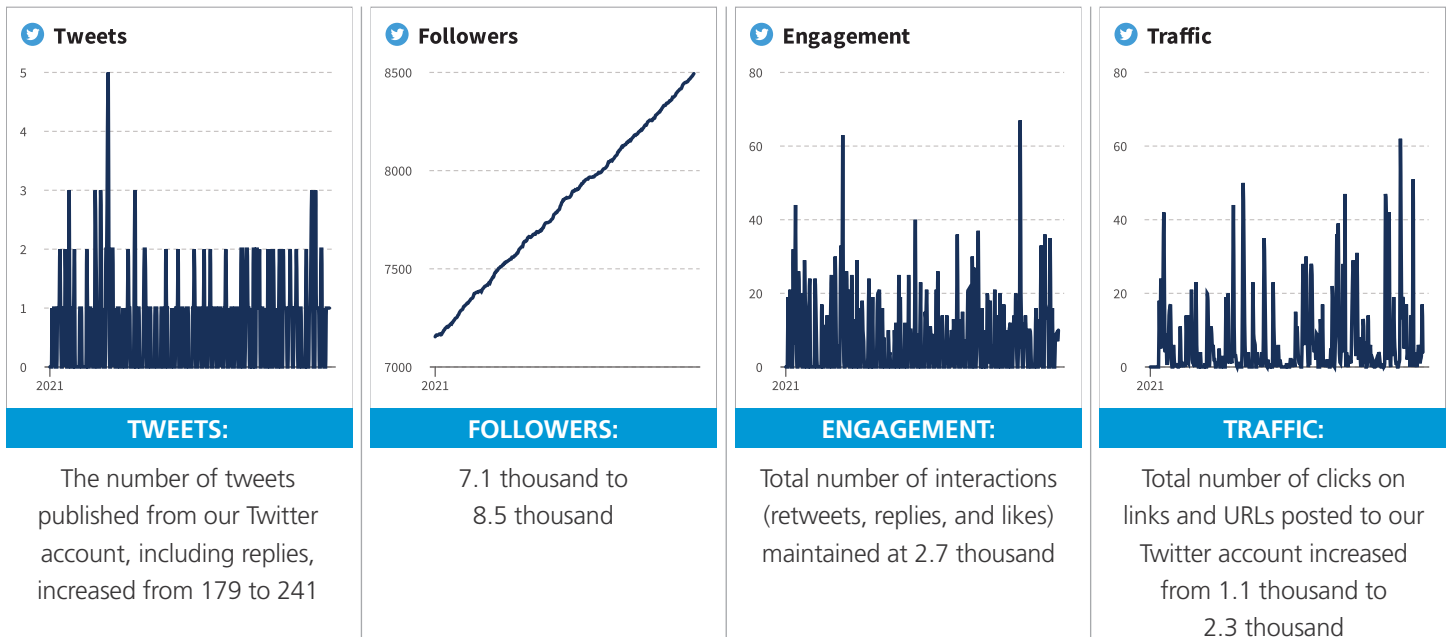 Tweets
5
4
3
2
1
0
2021
TWEETS:
The number of tweets
published from our Twitter
account, including replies,
increased from 179 to 241
Followers
8500
8000
7500
7000
2021
FOLLOWERS:
7.1 thousand to
8.5 thousand
Engagement
80
60
40
20
0
2021
ENGAGEMENT:
Total number of interactions
(retweets, replies, and likes)
maintained at 2.7 thousand
Traffic
80
60
40
20
0
2021
TRAFFIC:
Total number of clicks on
links and URLs posted to our
Twitter account increased
from 1.1 thousand to
2.3 thousand